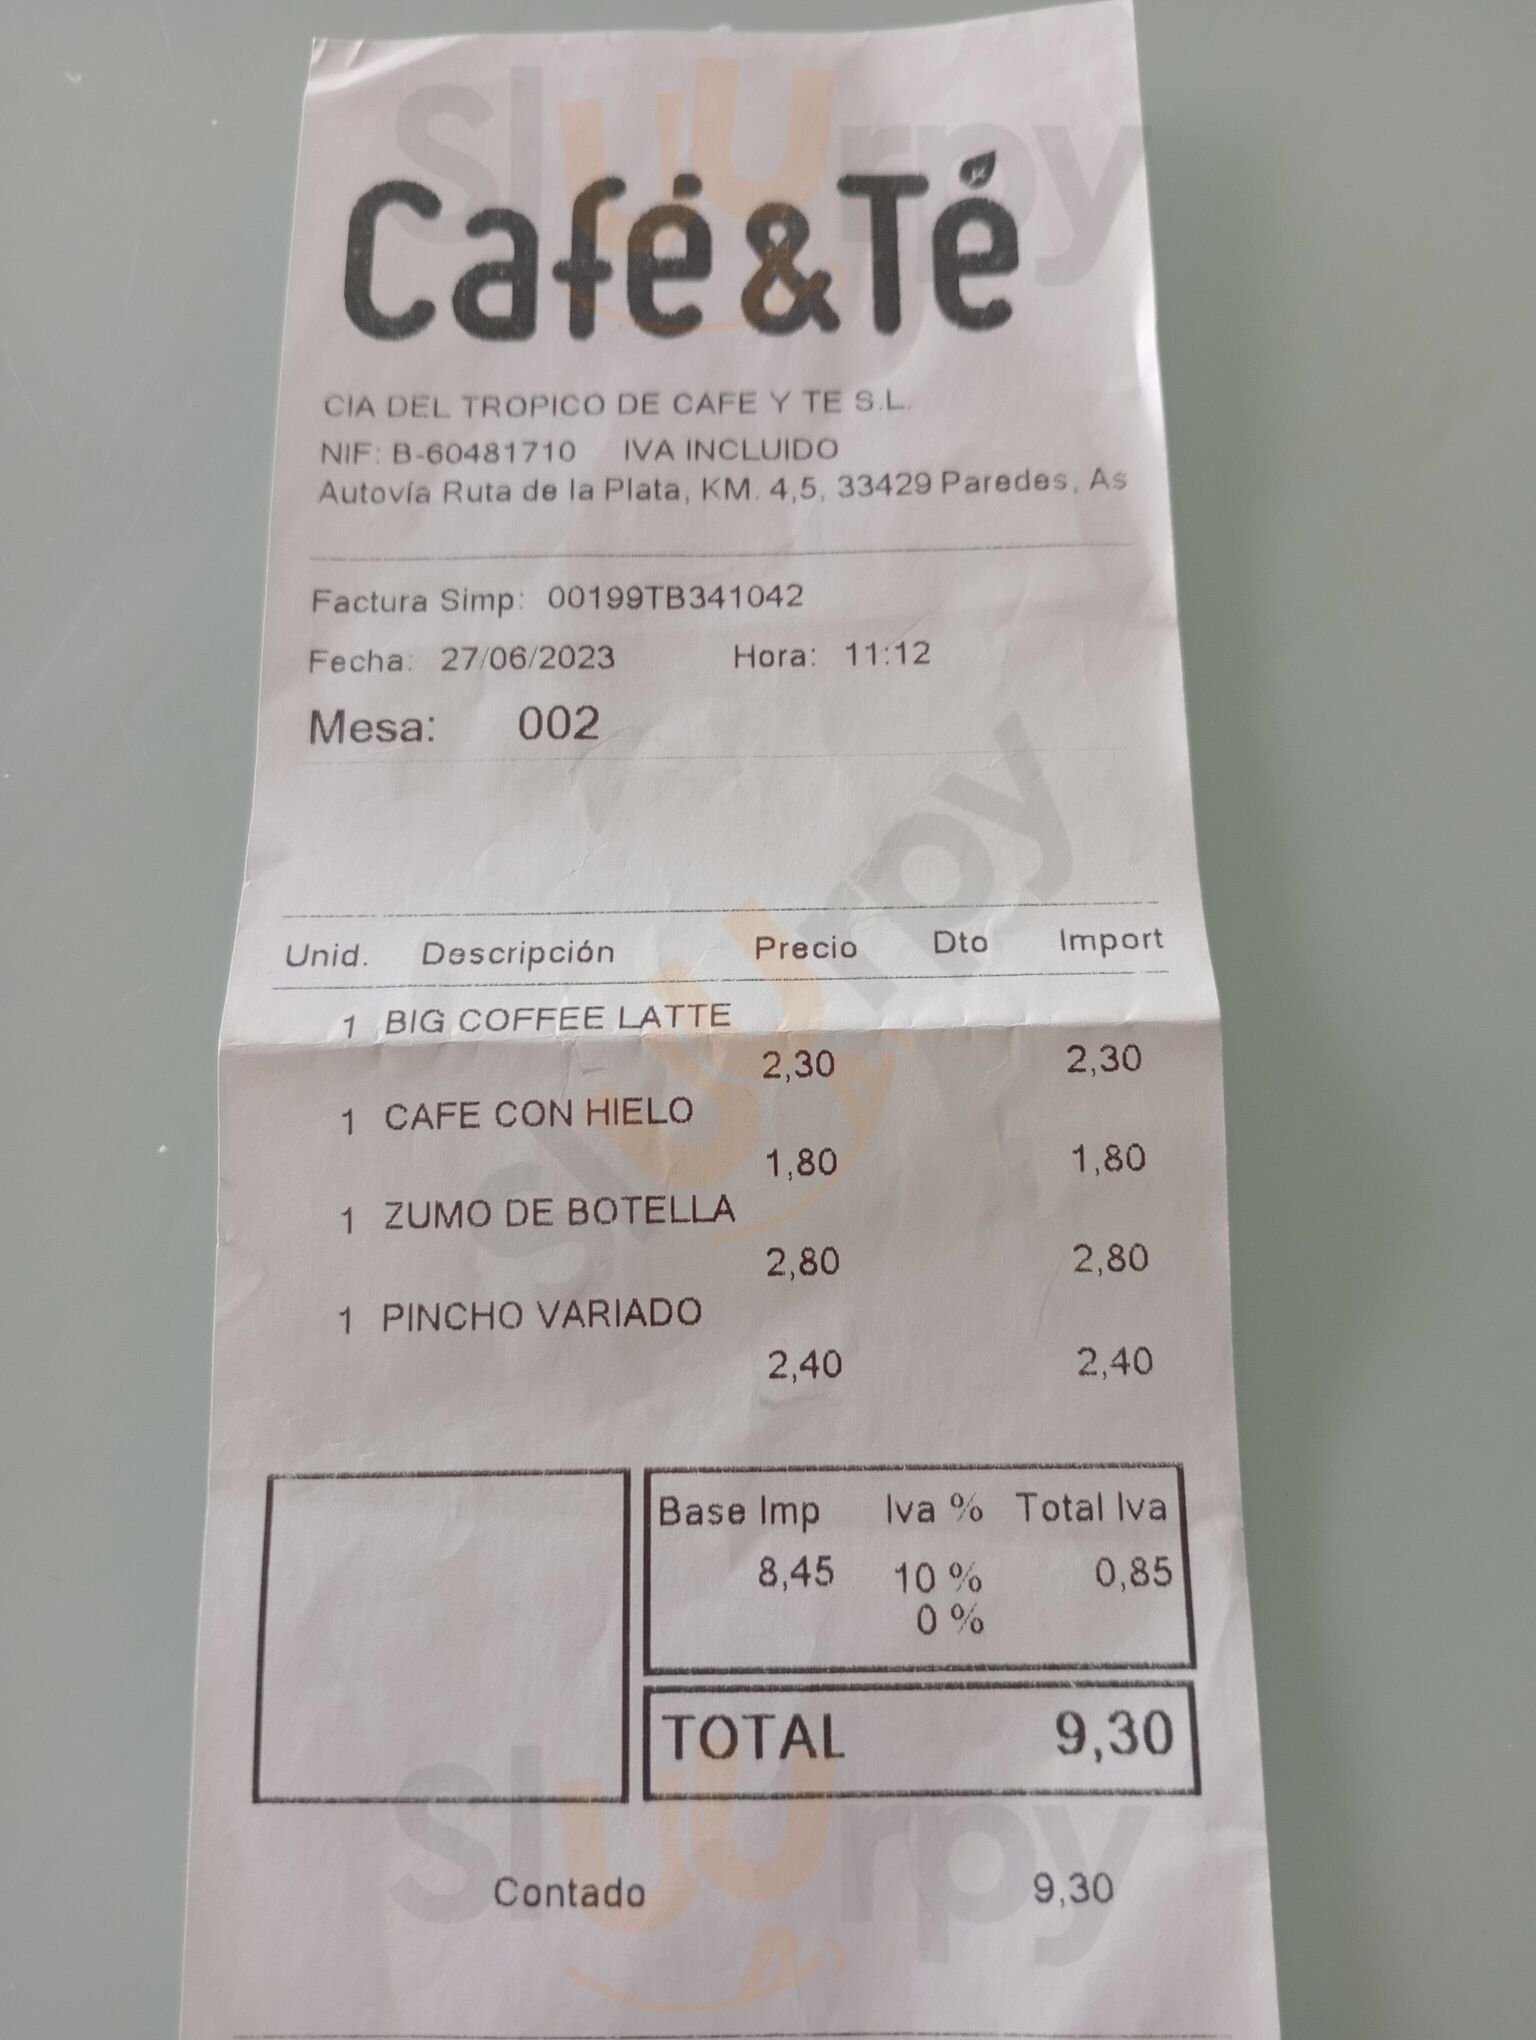 Café & Té
CIA DEL TROPICO DE CAFE Y TE S.L.
NIF: B-60481710 IVA INCLUIDO
Autovía Ruta de la Plata, KM. 4,5, 33429 Paredes, As
Factura Simp: 00199TB341042
Fecha: 27/06/2023 Hora: 11:12
Mesa: 002
Unid. Descripción Precio Dto Import
1 BIG COFFEE LATTE
2,30 2,30
1 CAFE CON HIELO
1,80 1,80
1 ZUMO DE BOTELLA
2,80 2,80
1 PINCHO VARIADO
2,40 2,40
Base Imp Iva % Total Iva
8,45 10 % 0,85
0 %
TOTAL 9,30
Contado 9,30
Sluurpy
Sluurpy
Sluurpy